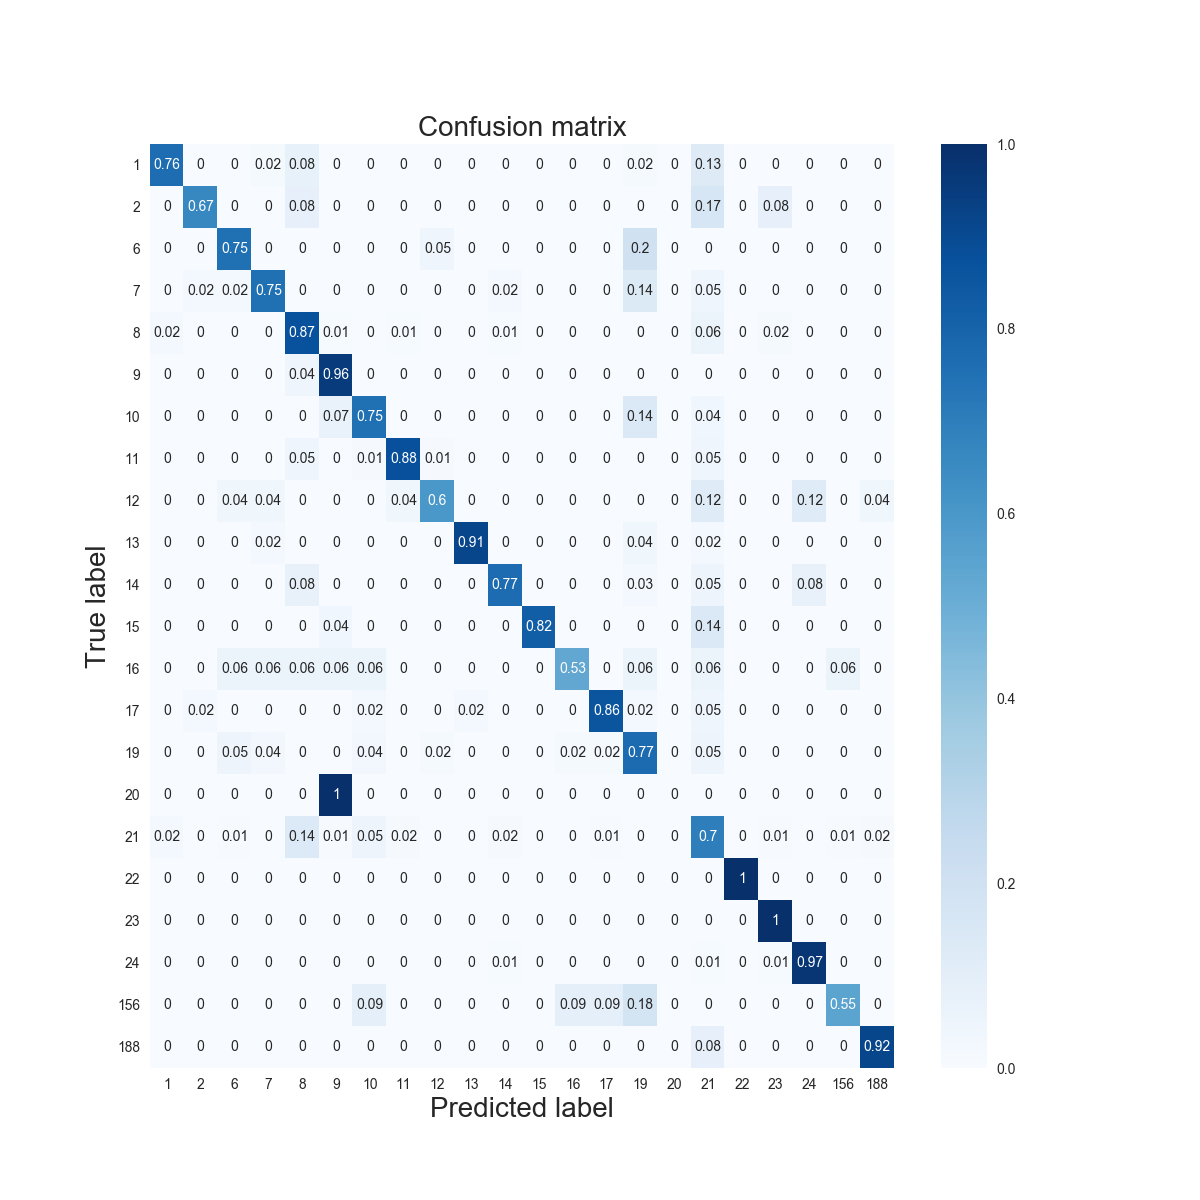 Confusion matrix
1 0.76 0 0 0.02 0.08 0 0 0 0 0 0 0 0 0 0.02 0 0.13 0 0 0 0 0 1.0
2 0 0.67 0 0 0.08 0 0 0 0 0 0 0 0 0 0 0 0.17 0 0.08 0 0 0
6 0 0 0.75 0 0 0 0 0 0.05 0 0 0 0 0 0.2 0 0 0 0 0 0 0
7 0 0.02 0.02 0.75 0 0 0 0 0 0 0.02 0 0 0 0.14 0 0.05 0 0 0 0 0
8 0.02 0 0 0 0.87 0.01 0 0.01 0 0 0.01 0 0 0 0 0 0.06 0 0.02 0 0 0 0.8
9 0 0 0 0 0.04 0.96 0 0 0 0 0 0 0 0 0 0 0 0 0 0 0 0
10 0 0 0 0 0 0.07 0.75 0 0 0 0 0 0 0 0.14 0 0.04 0 0 0 0 0
11 0 0 0 0 0.05 0 0.01 0.88 0.01 0 0 0 0 0 0 0 0.05 0 0 0 0 0
12 0 0 0.04 0.04 0 0 0 0.04 0.6 0 0 0 0 0 0 0 0.12 0 0 0.12 0 0.04 0.6
13 0 0 0 0.02 0 0 0 0 0 0.91 0 0 0 0 0.04 0 0.02 0 0 0 0 0
14 0 0 0 0 0.08 0 0 0 0 0 0.77 0 0 0 0.03 0 0.05 0 0 0.08 0 0
15 0 0 0 0 0 0.04 0 0 0 0 0 0.82 0 0 0 0 0.14 0 0 0 0 0
16 0 0 0.06 0.06 0.06 0.06 0.06 0 0 0 0 0 0.53 0 0.06 0 0.06 0 0 0 0.06 0
17 0 0.02 0 0 0 0 0.02 0 0 0.02 0 0 0 0.86 0.02 0 0.05 0 0 0 0 0 0.4
19 0 0 0.05 0.04 0 0 0.04 0 0.02 0 0 0 0.02 0.02 0.77 0 0.05 0 0 0 0 0
20 0 0 0 0 0 1 0 0 0 0 0 0 0 0 0 0 0 0 0 0 0 0
21 0.02 0 0.01 0 0.14 0.01 0.05 0.02 0 0 0.02 0 0 0.01 0 0 0.7 0 0.01 0 0.01 0.02
22 0 0 0 0 0 0 0 0 0 0 0 0 0 0 0 0 0 1 0 0 0 0 0.2
23 0 0 0 0 0 0 0 0 0 0 0 0 0 0 0 0 0 0 1 0 0 0
24 0 0 0 0 0 0 0 0 0 0 0.01 0 0 0 0 0 0.01 0 0.01 0.97 0 0
156 0 0 0 0 0 0 0.09 0 0 0 0 0 0.09 0.09 0.18 0 0 0 0 0 0.55 0
188 0 0 0 0 0 0 0 0 0 0 0 0 0 0 0 0 0.08 0 0 0 0 0.92 0.0
1 2 6 7 8 9 10 11 12 13 14 15 16 17 19 20 21 22 23 24 156 188
Predicted label
True label